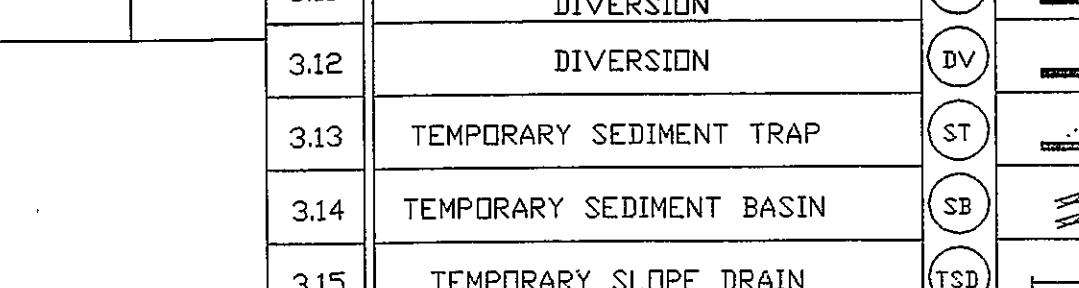 DIVERSION
3.12 DIVERSION DV
3.13 TEMPORARY SEDIMENT TRAP ST
3.14 TEMPORARY SEDIMENT BASIN SB
3.15 TEMPORARY SLOPE DRAIN TSD